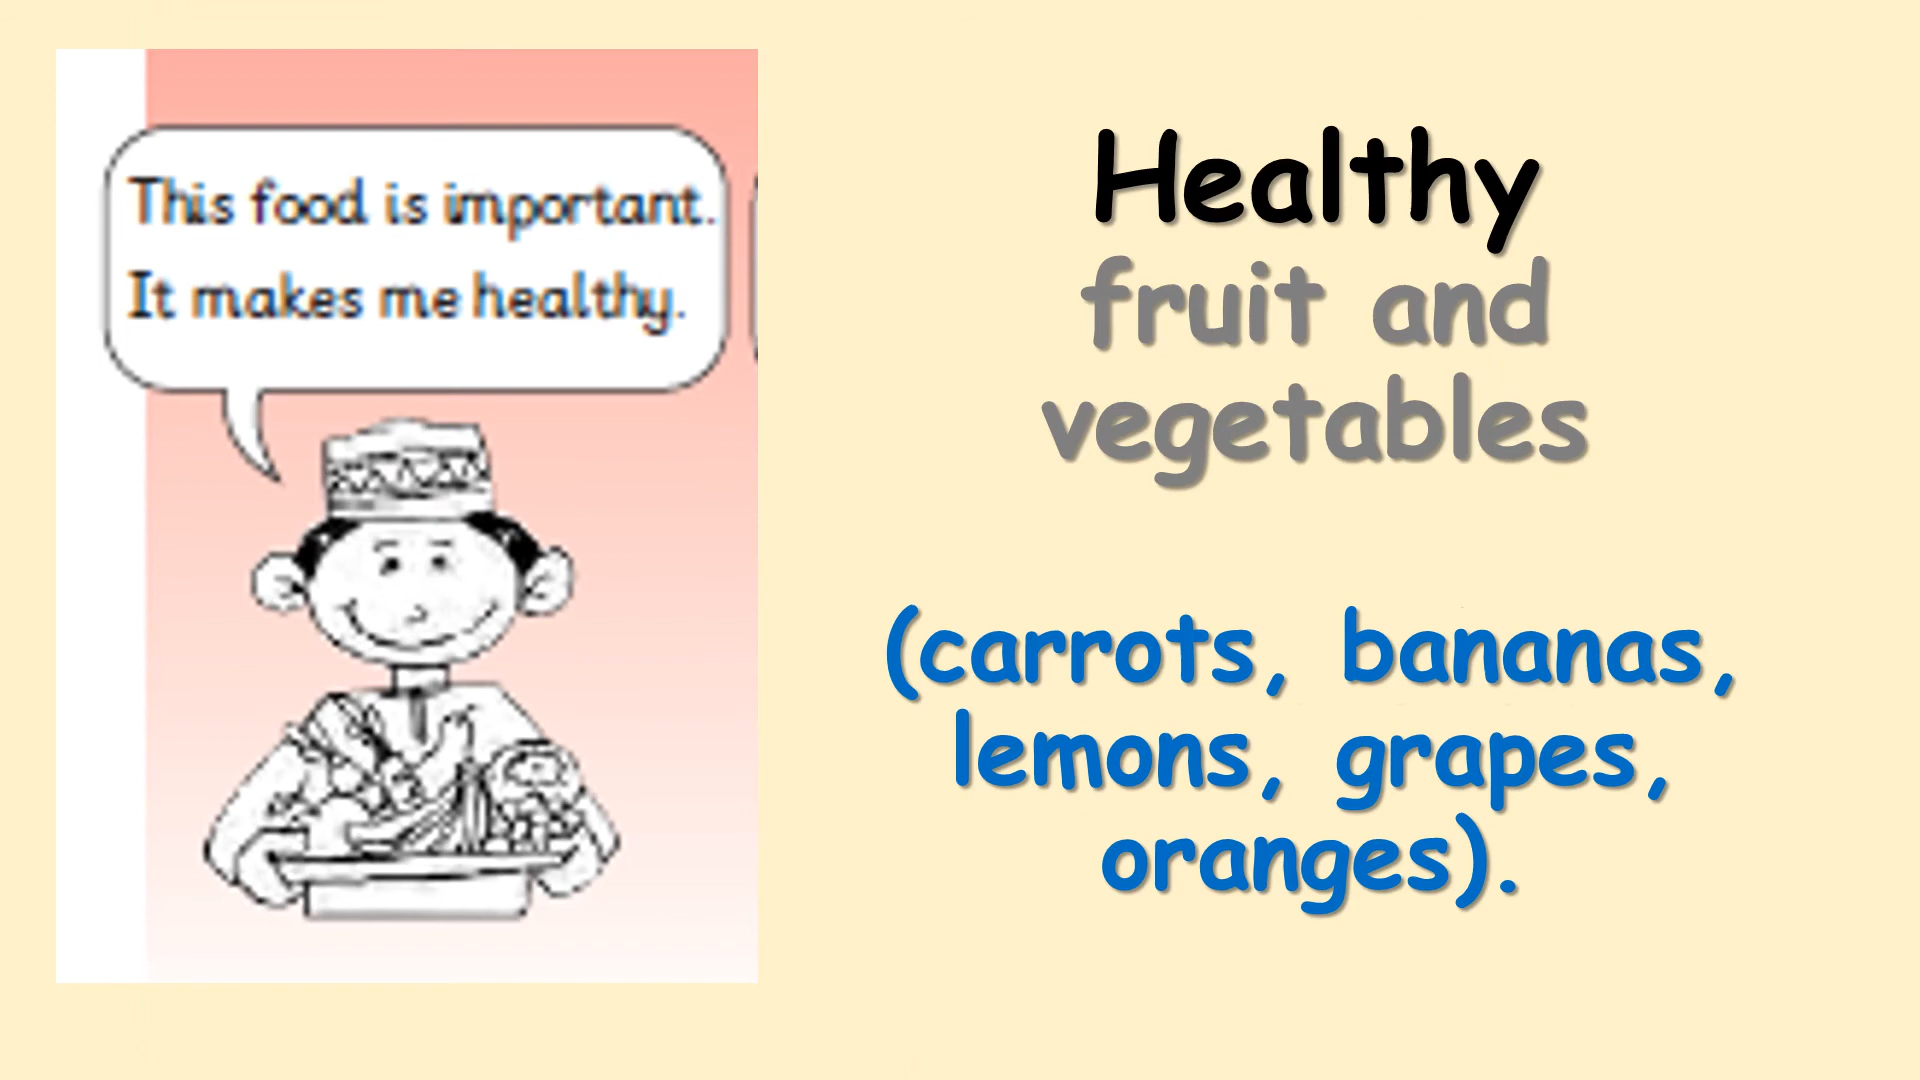 This food is important.
It makes me healthy.
Healthy
fruit and
vegetables
(carrots, bananas,
lemons, grapes,
oranges).